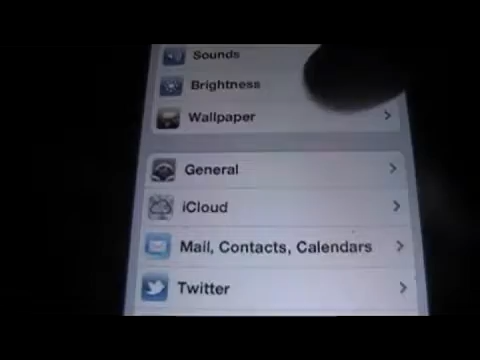 Sounds
Brightness
Wallpaper
General
iCloud
Mail, Contacts, Calendars
Twitter